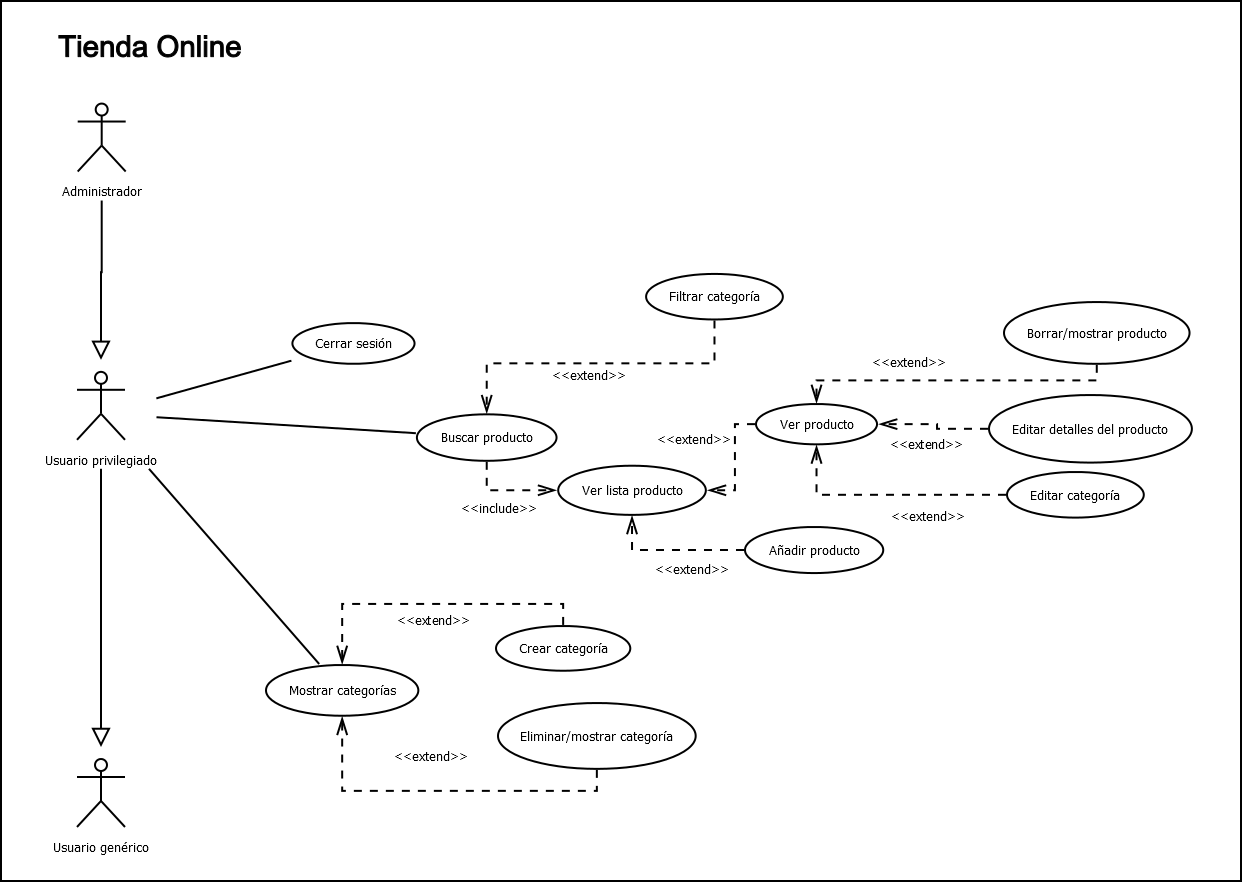 Tienda Online
Administrador
Filtrar categoría
Borrar/mostrar producto
Cerrar sesión
<<extend>>
<<extend>>
Buscar producto
<<extend>>
Ver producto
<<extend>>
Editar detalles del producto
Usuario privilegiado
Ver lista producto
Editar categoría
<<include>>
<<extend>>
Añadir producto
<<extend>>
<<extend>>
Crear categoría
Mostrar categorías
Eliminar/mostrar categoría
<<extend>>
Usuario genérico